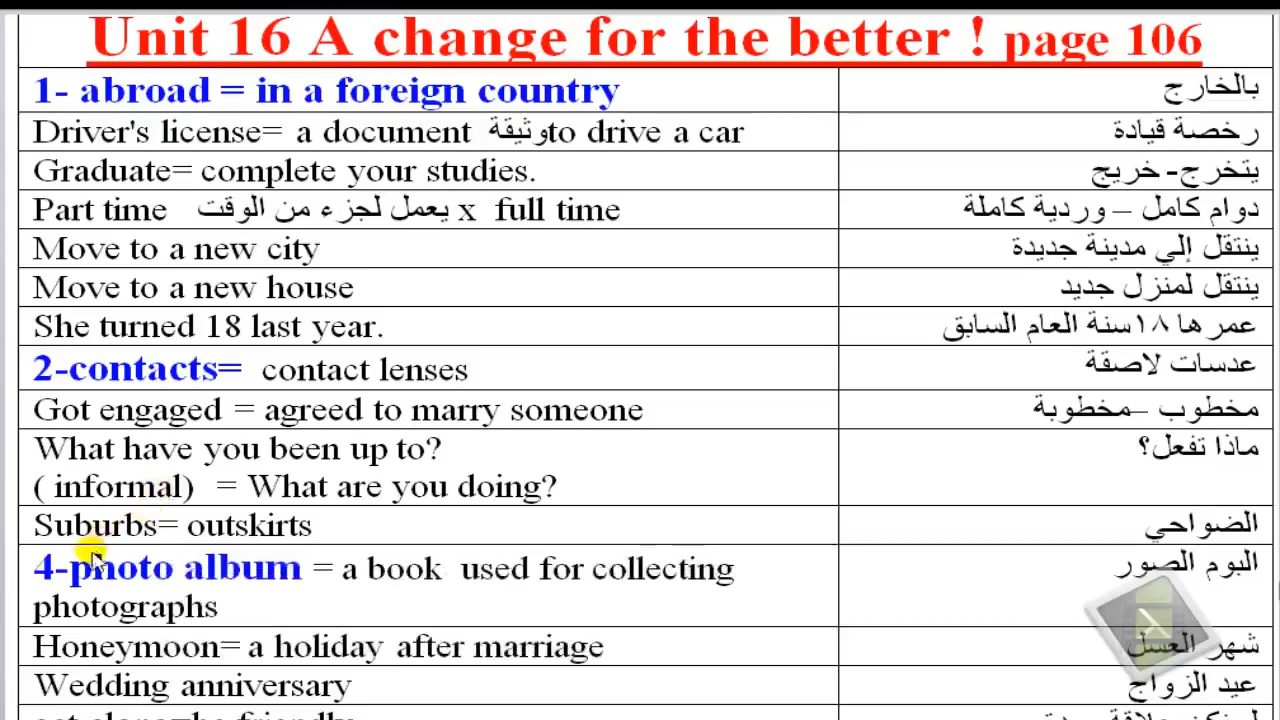 Unit 16 A change for the better ! page 106
1- abroad = in a foreign country بالخارج
Driver's license= a document وثيقة to drive a car رخصة قيادة
Graduate= complete your studies. يتخرج- خريج
Part time يعمل لجزء من الوقت x full time دوام كامل – وردية كاملة
Move to a new city ينتقل إلي مدينة جديدة
Move to a new house ينتقل لمنزل جديد
She turned 18 last year. عمرها ١٨سنة العام السابق
2-contacts= contact lenses عدسات لاصقة
Got engaged = agreed to marry someone مخطوب –مخطوبة
What have you been up to? ماذا تفعل؟
( informal) = What are you doing?
Suburbs= outskirts الضواحي
4-photo album = a book used for collecting البوم الصور
photographs
Honeymoon= a holiday after marriage شهر العسل
Wedding anniversary عيد الزواج